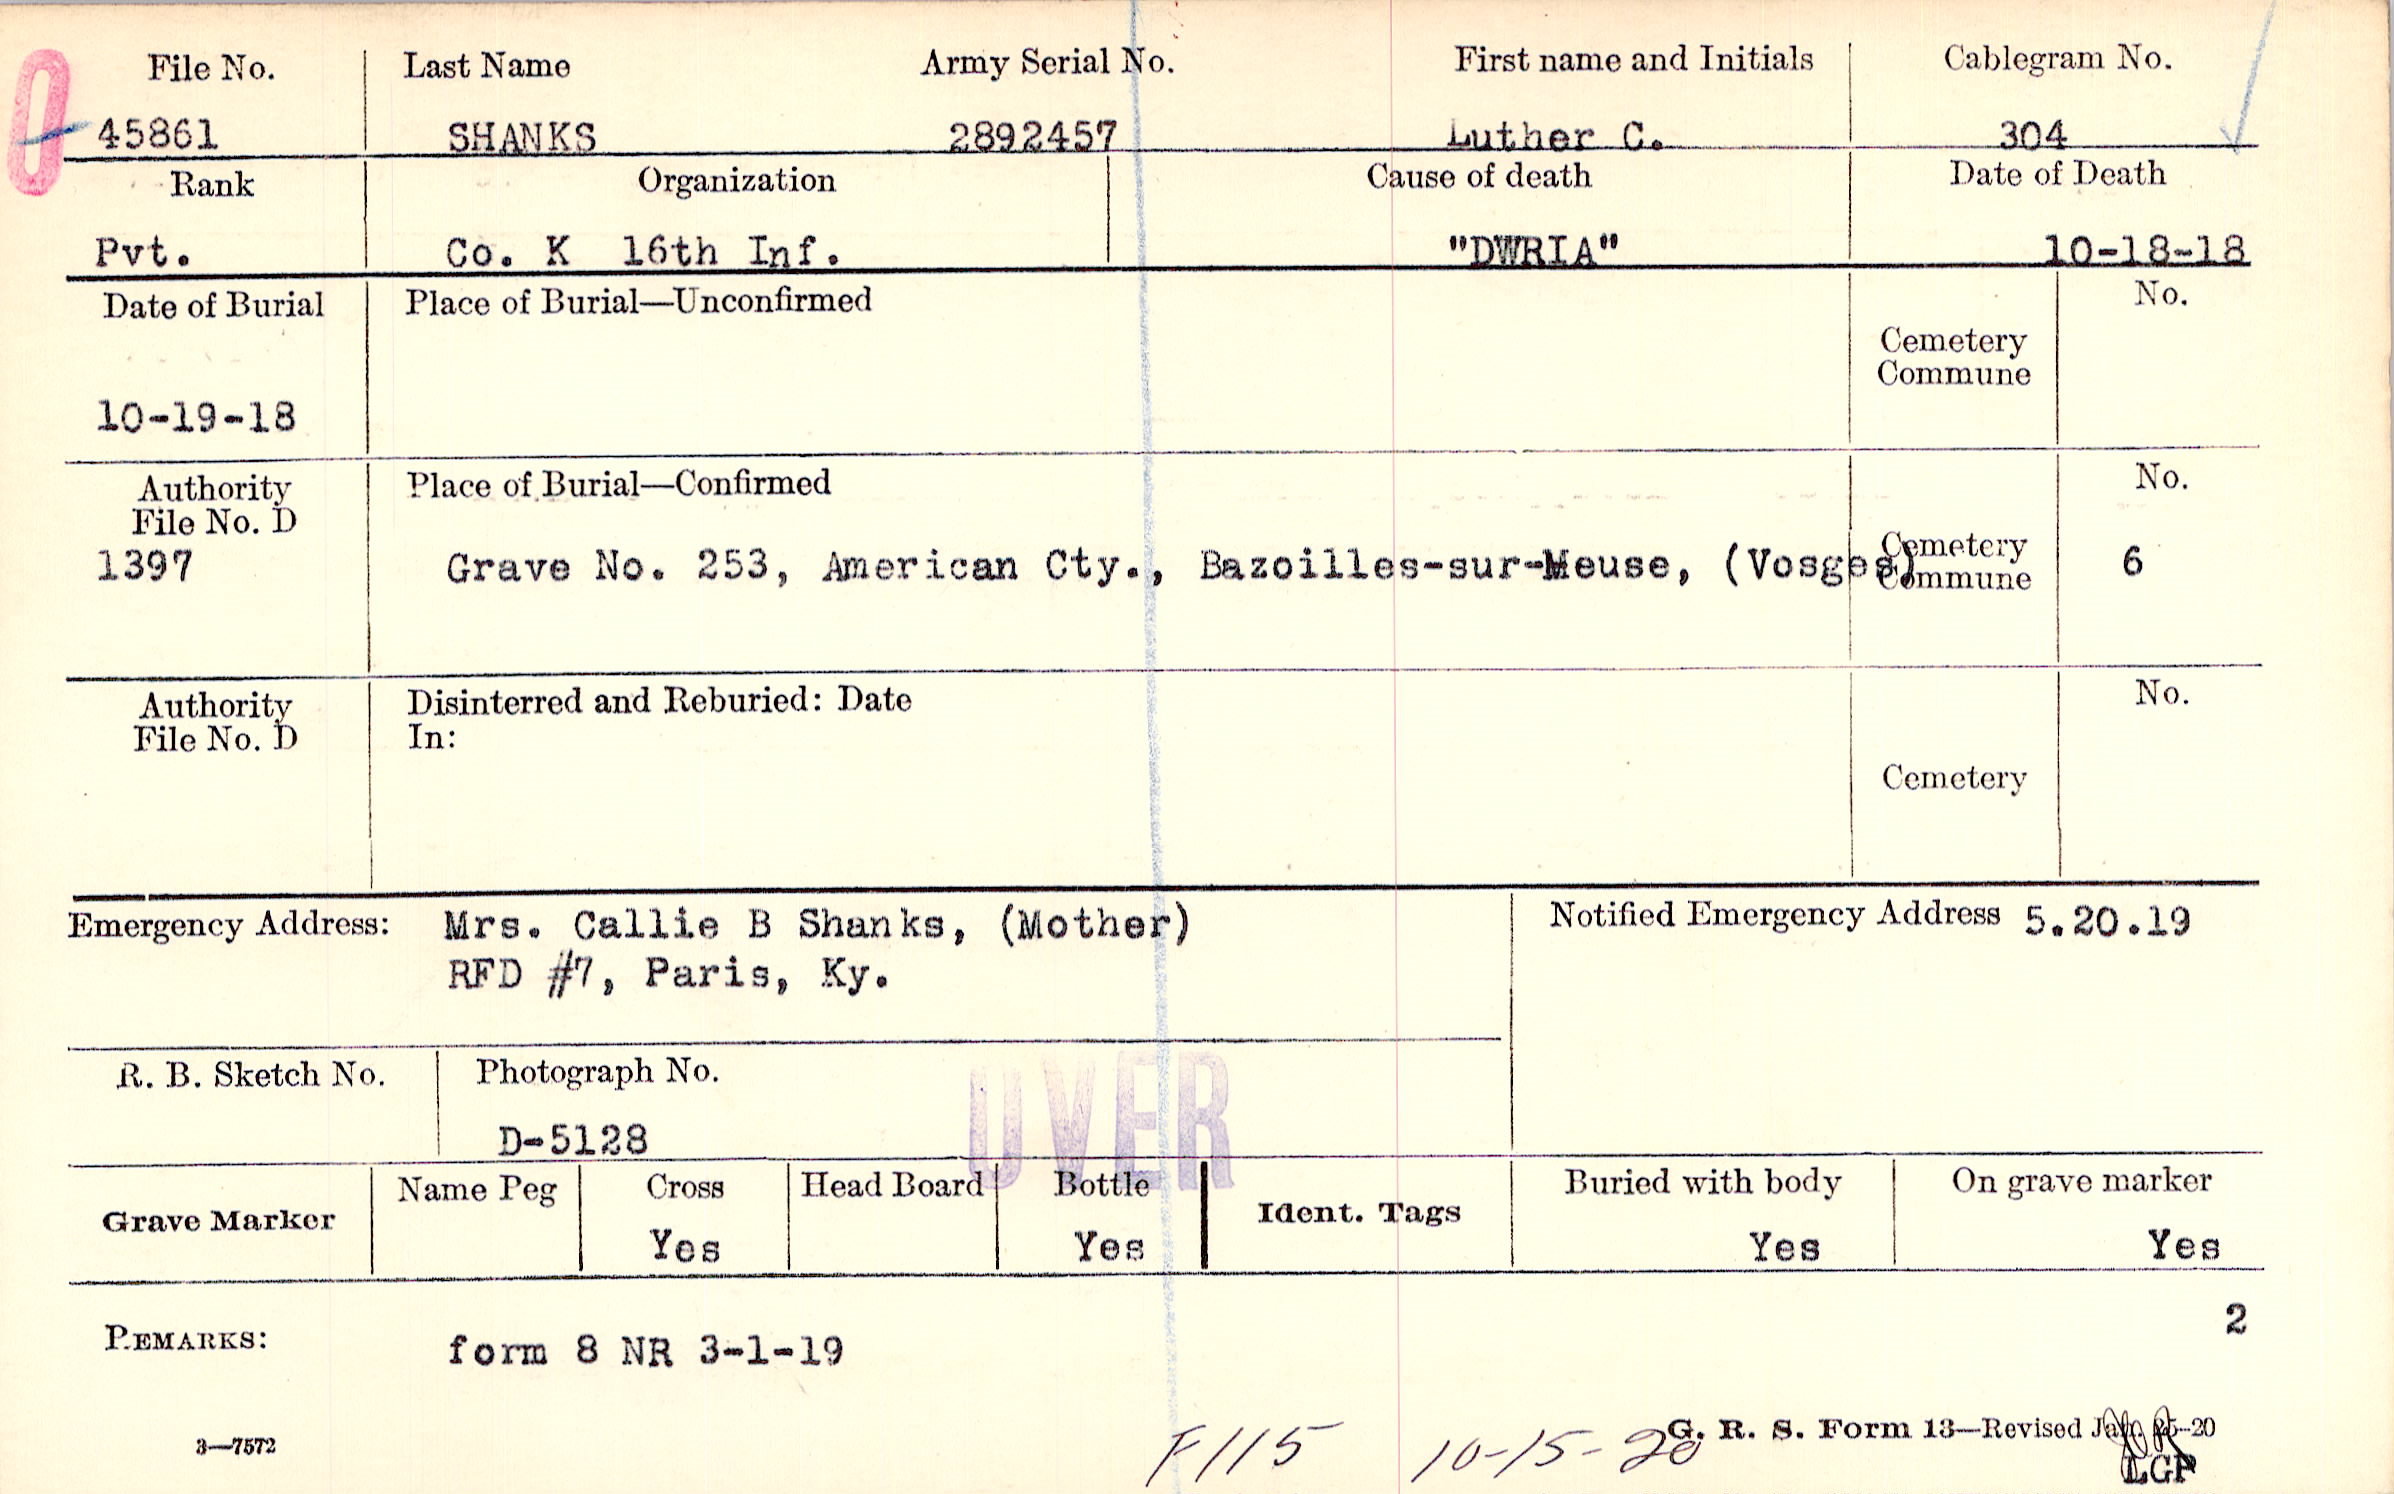 File No. Last Name Army Serial No. First name and Initials Cablegram No.
0 45861 SHANKS 2892457 Luther C. 304
Rank Organization Cause of death Date of Death
Pvt. Co. K 16th Inf. "DWRIA" 10-18-18
Date of Burial Place of Burial—Unconfirmed No.
Cemetery
Commune
10-19-18
Authority Place of Burial—Confirmed No.
File No. D
Cemetery
1397 Grave No. 253, American Cty., Bazoilles-sur-Meuse, (Vosges) 6
Commune
Authority Disinterred and Reburied: Date No.
File No. D In:
Cemetery
Emergency Address: Mrs. Callie B Shanks, (Mother) Notified Emergency Address 5.20.19
RFD #7, Paris, Ky.
R. B. Sketch No. Photograph No.
OVER
D-5128
Name Peg Cross Head Board Bottle Buried with body On grave marker
Grave Marker Ident. Tags
Yes Yes Yes Yes
2
REMARKS: form 8 NR 3-1-19
3—7572 F115 10-15-20 G. R. S. Form 13—Revised Jan. 25-20
LGP